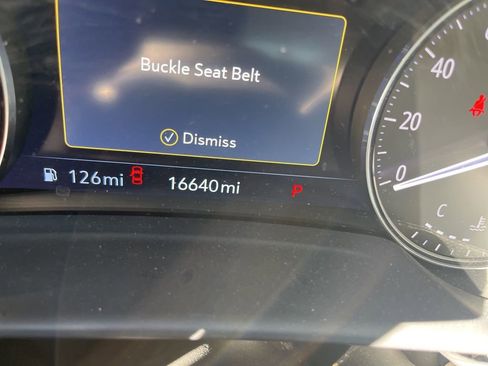 Buckle Seat Belt
Dismiss
126mi
16640mi
P
40
20
0
C